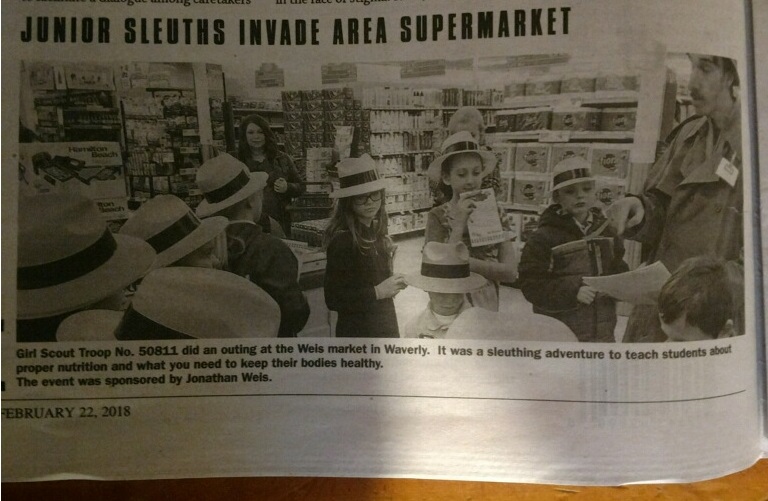 to facilitate a dialogue among caretakers in the face of
JUNIOR SLEUTHS INVADE AREA SUPERMARKET
Hamilton
Beach
Girl Scout Troop No. 50811 did an outing at the Weis market in Waverly. It was a sleuthing adventure to teach students about
proper nutrition and what you need to keep their bodies healthy.
The event was sponsored by Jonathan Weis.
FEBRUARY 22, 2018